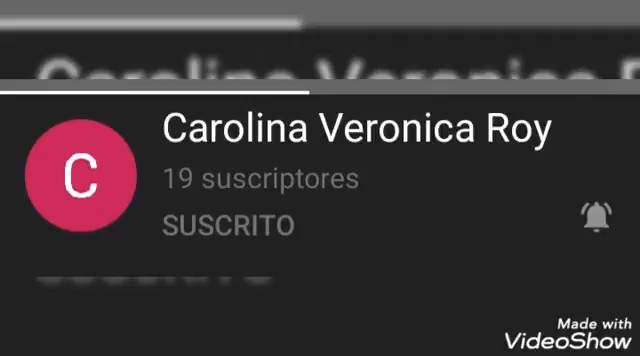 C
Carolina Veronica Roy
19 suscriptores
SUSCRITO
Made with
VideoShow